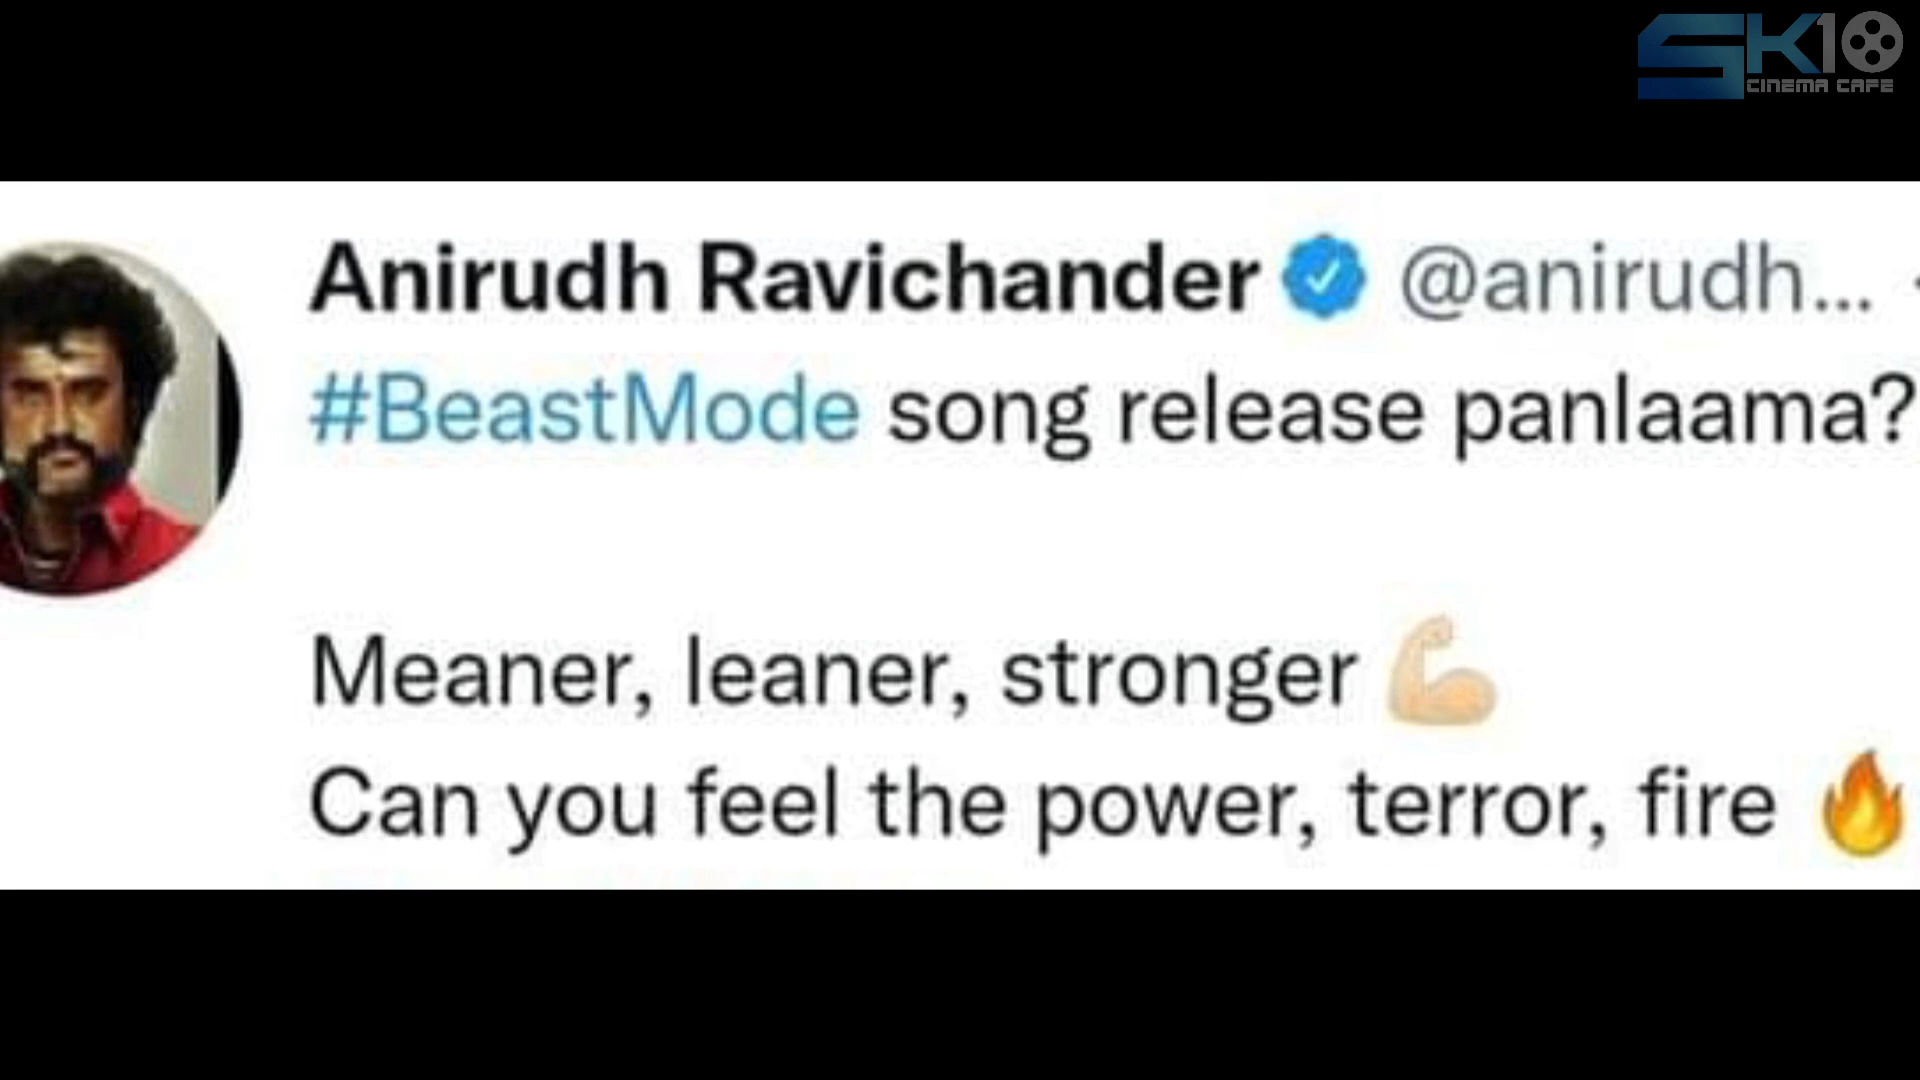 SK10
CINEMA CAFE
Anirudh Ravichander @anirudh...
#BeastMode song release panlaama?
Meaner, leaner, stronger 💪🏻
Can you feel the power, terror, fire 🔥